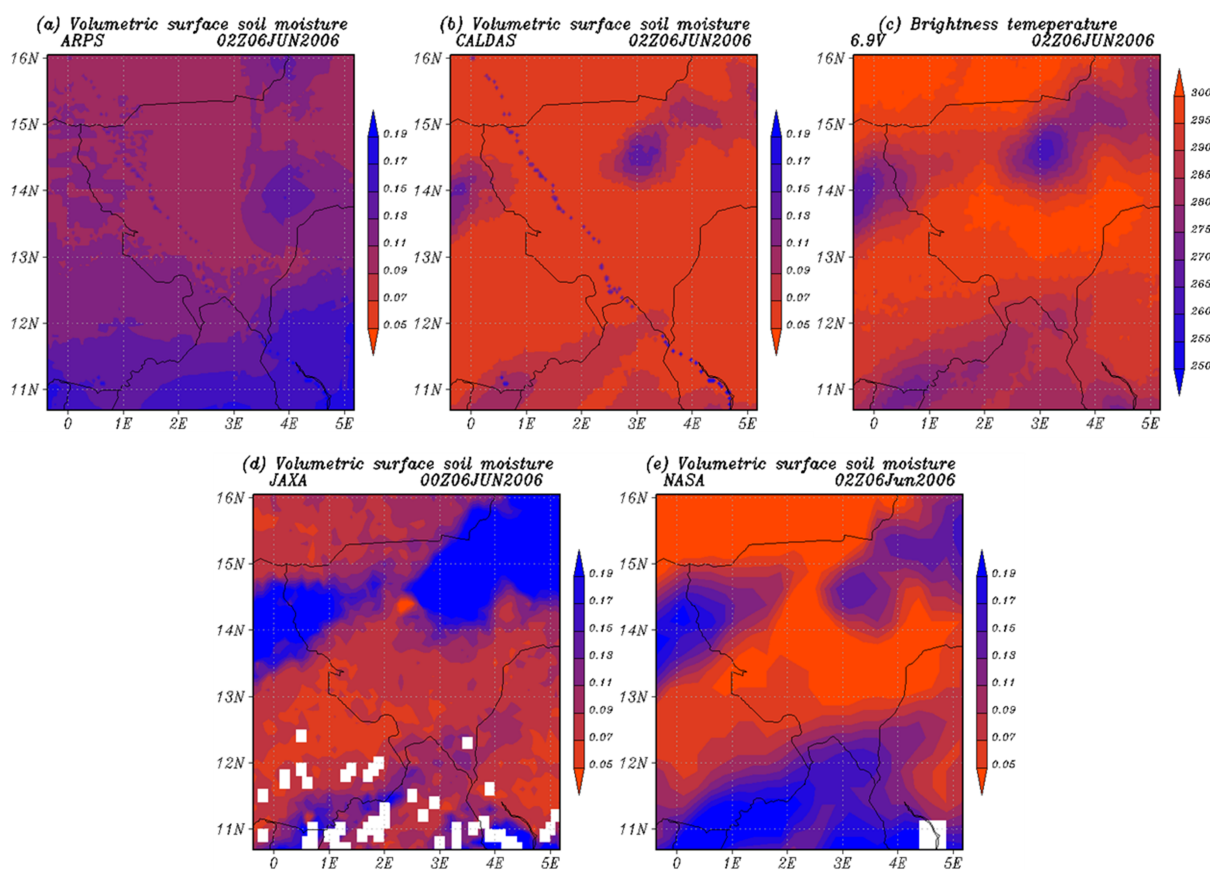 (a) Volumetric surface soil moisture
ARPS 02Z06JUN2006
16N
15N
14N
13N
12N
11N
0 1E 2E 3E 4E 5E
0.19
0.17
0.15
0.13
0.11
0.09
0.07
0.05
(b) Volumetric surface soil moisture
CALDAS 02Z06JUN2006
16N
15N
14N
13N
12N
11N
0 1E 2E 3E 4E 5E
0.19
0.17
0.15
0.13
0.11
0.09
0.07
0.05
(c) Brightness temeperature
6.9V 02Z06JUN2006
16N
15N
14N
13N
12N
11N
0 1E 2E 3E 4E 5E
300
295
290
285
280
275
270
265
260
255
250
(d) Volumetric surface soil moisture
JAXA 00Z06JUN2006
16N
15N
14N
13N
12N
11N
0 1E 2E 3E 4E 5E
0.19
0.17
0.15
0.13
0.11
0.09
0.07
0.05
(e) Volumetric surface soil moisture
NASA 02Z06Jun2006
16N
15N
14N
13N
12N
11N
0 1E 2E 3E 4E 5E
0.19
0.17
0.15
0.13
0.11
0.09
0.07
0.05